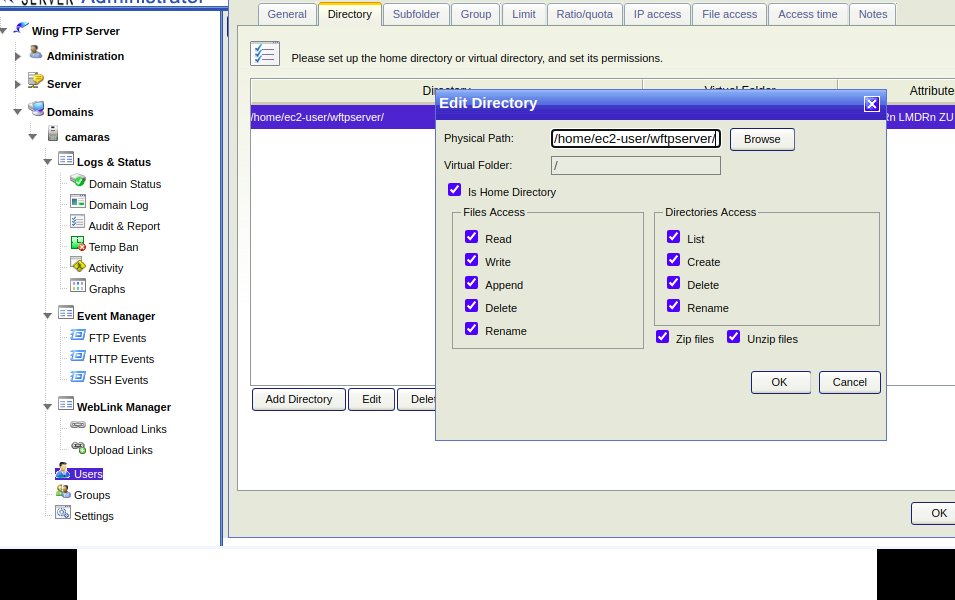 SERVER Administrator
General Directory Subfolder Group Limit Ratio/quota IP access File access Access time Notes
Wing FTP Server
Administration
Server
Domains
camaras
Logs & Status
Domain Status
Domain Log
Audit & Report
Temp Ban
Activity
Graphs
Event Manager
FTP Events
HTTP Events
SSH Events
WebLink Manager
Download Links
Upload Links
Users
Groups
Settings
Please set up the home directory or virtual directory, and set its permissions.
Directory Virtual Folder Attribute
/home/ec2-user/wftpserver/ Rn LMDRn ZU
Edit Directory
Physical Path: /home/ec2-user/wftpserver/ Browse
Virtual Folder: /
Is Home Directory
Files Access
Read
Write
Append
Delete
Rename
Directories Access
List
Create
Delete
Rename
Zip files Unzip files
OK Cancel
Add Directory Edit Delet
OK